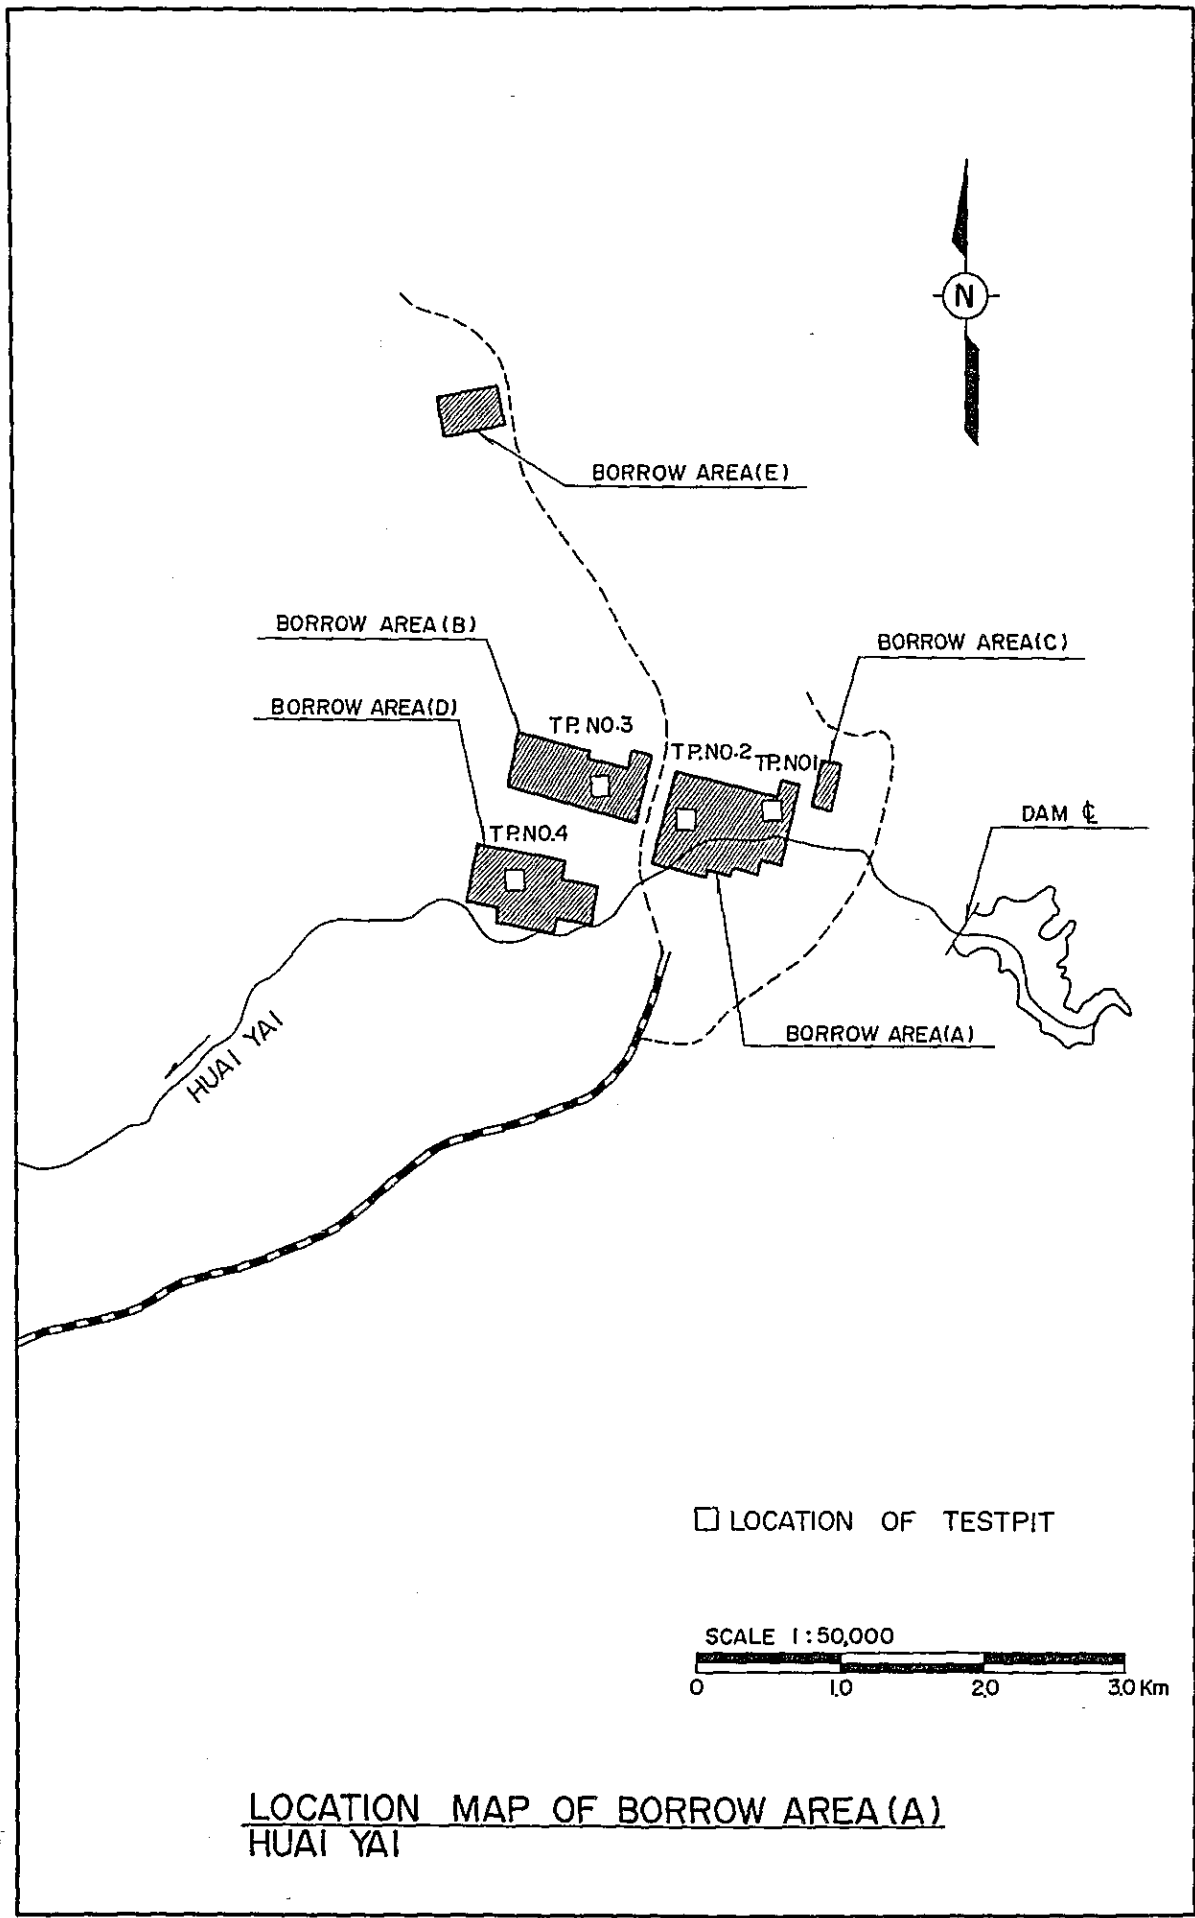 N
BORROW AREA(E)
BORROW AREA(B)
BORROW AREA(C)
BORROW AREA(D)
T.P. NO.3
T.P. NO.2
T.P. NO1
DAM ℄
T.P. NO.4
BORROW AREA(A)
HUAI YAI
LOCATION OF TESTPIT
SCALE 1:50,000
0 1.0 2.0 3.0 Km
LOCATION MAP OF BORROW AREA(A)
HUAI YAI